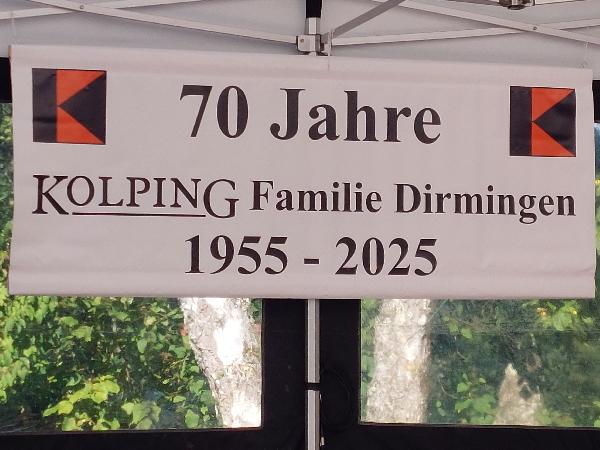 70 Jahre
KOLPING Familie Dirmingen
1955 - 2025